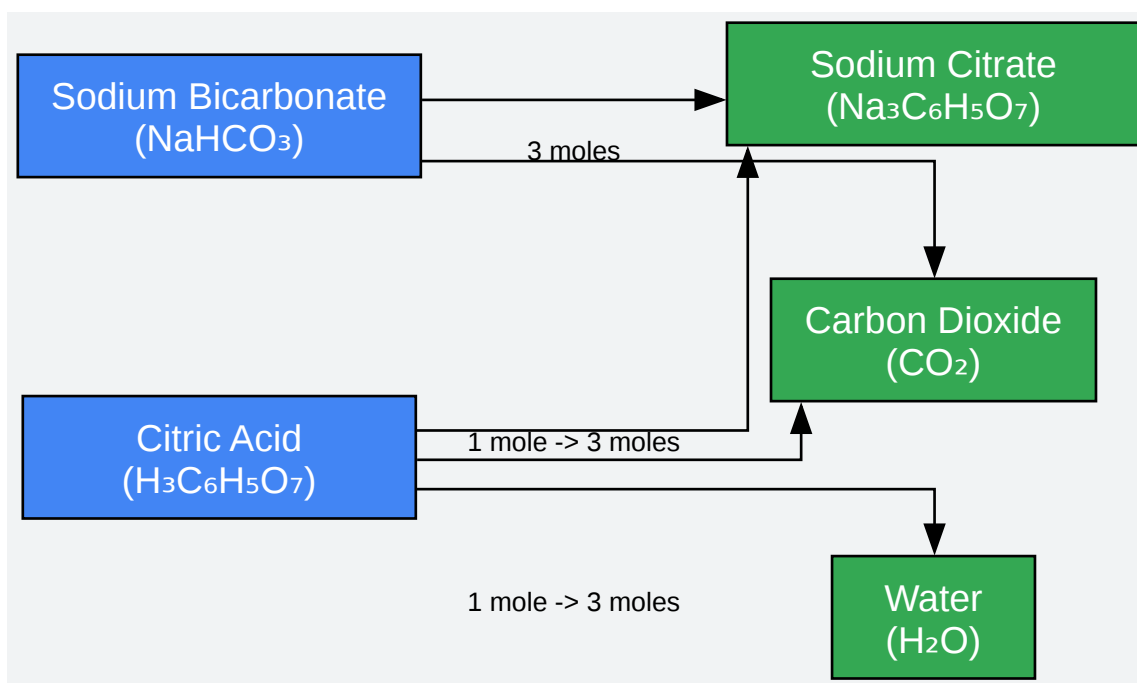 Sodium Bicarbonate
(NaHCO₃)
Sodium Citrate
(Na₃C₆H₅O₇)
3 moles
Carbon Dioxide
(CO₂)
Citric Acid
(H₃C₆H₅O₇)
1 mole -> 3 moles
1 mole -> 3 moles
Water
(H₂O)